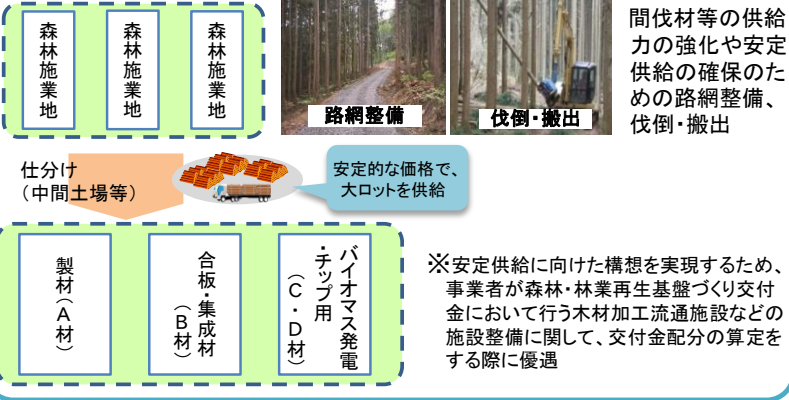 森林施業地
森林施業地
森林施業地
路網整備
伐倒・搬出
間伐材等の供給
力の強化や安定
供給の確保のた
めの路網整備、
伐倒・搬出
仕分け
（中間土場等）
安定的な価格で、
大ロットを供給
製材（Ａ材）
合板・集成材
（Ｂ材）
バイオマス発電
・チップ用
（Ｃ・Ｄ材）
※安定供給に向けた構想を実現するため、
事業者が森林・林業再生基盤づくり交付
金において行う木材加工流通施設などの
施設整備に関して、交付金配分の算定を
する際に優遇